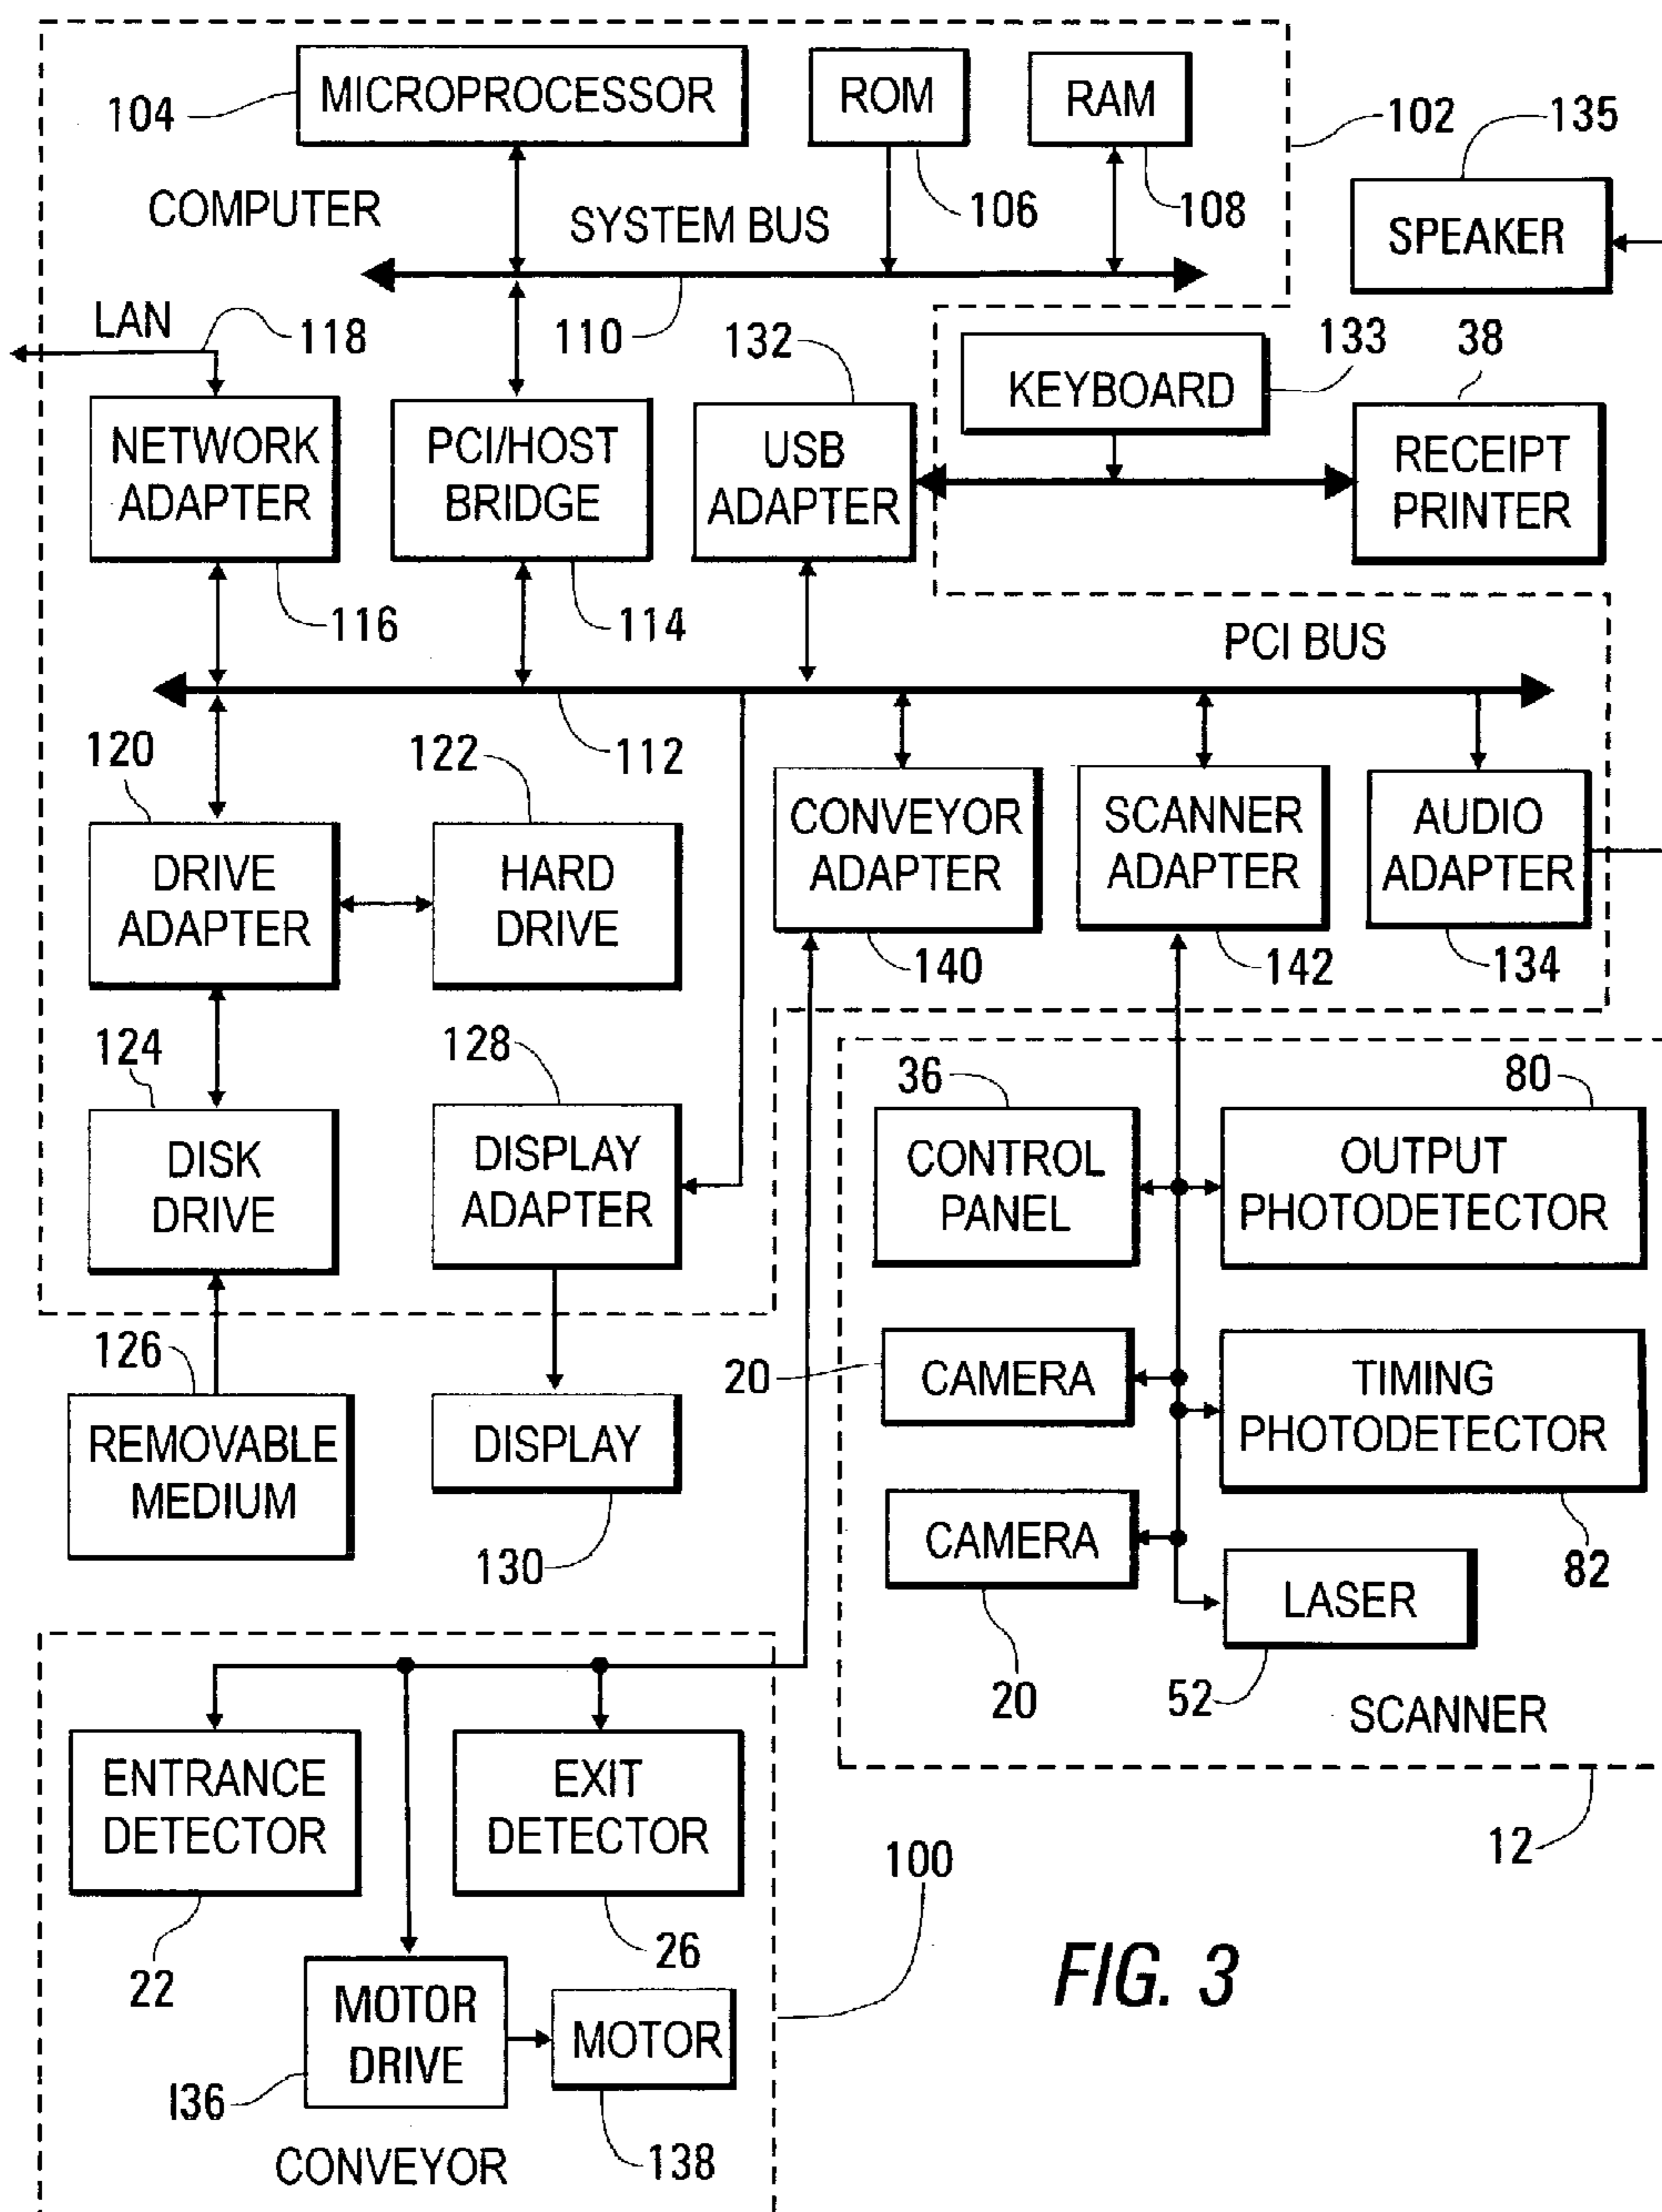 MICROPROCESSOR
ROM
RAM
104
102
135
COMPUTER
SYSTEM BUS
106
108
SPEAKER
LAN
118
110
132
133
38
KEYBOARD
NETWORK
ADAPTER
PCI/HOST
BRIDGE
USB
ADAPTER
RECEIPT
PRINTER
116
114
PCI BUS
120
122
112
DRIVE
ADAPTER
HARD
DRIVE
CONVEYOR
ADAPTER
SCANNER
ADAPTER
AUDIO
ADAPTER
140
142
134
124
128
36
80
DISK
DRIVE
DISPLAY
ADAPTER
CONTROL
PANEL
OUTPUT
PHOTODETECTOR
126
20
CAMERA
TIMING
PHOTODETECTOR
REMOVABLE
MEDIUM
DISPLAY
CAMERA
130
82
LASER
20
52
SCANNER
ENTRANCE
DETECTOR
EXIT
DETECTOR
100
12
22
26
MOTOR
DRIVE
MOTOR
FIG. 3
I36
138
CONVEYOR